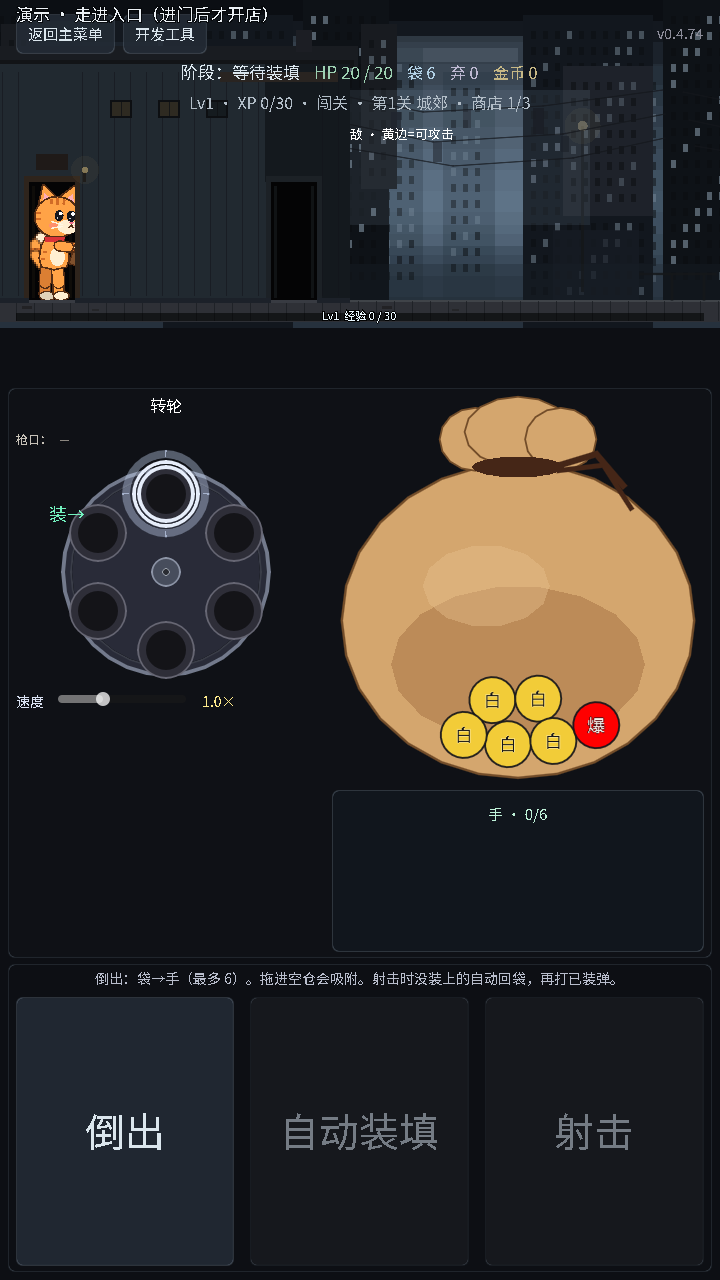 演示 · 走进入口（进门后才开店）
返回主菜单 开发工具 v0.4.74
阶段：等待装填 HP 20 / 20 袋 6 弃 0 金币 0
Lv1 · XP 0/30 · 闯关 · 第1关 城郊 · 商店 1/3
敌 · 黄边=可攻击
Lv1 经验 0 / 30
转轮
枪口： —
装→
速度 1.0×
白 白
白 白 白 爆
手 · 0/6
倒出：袋→手（最多 6）。拖进空仓会吸附。射击时没装上的自动回袋，再打已装弹。
倒出 自动装填 射击